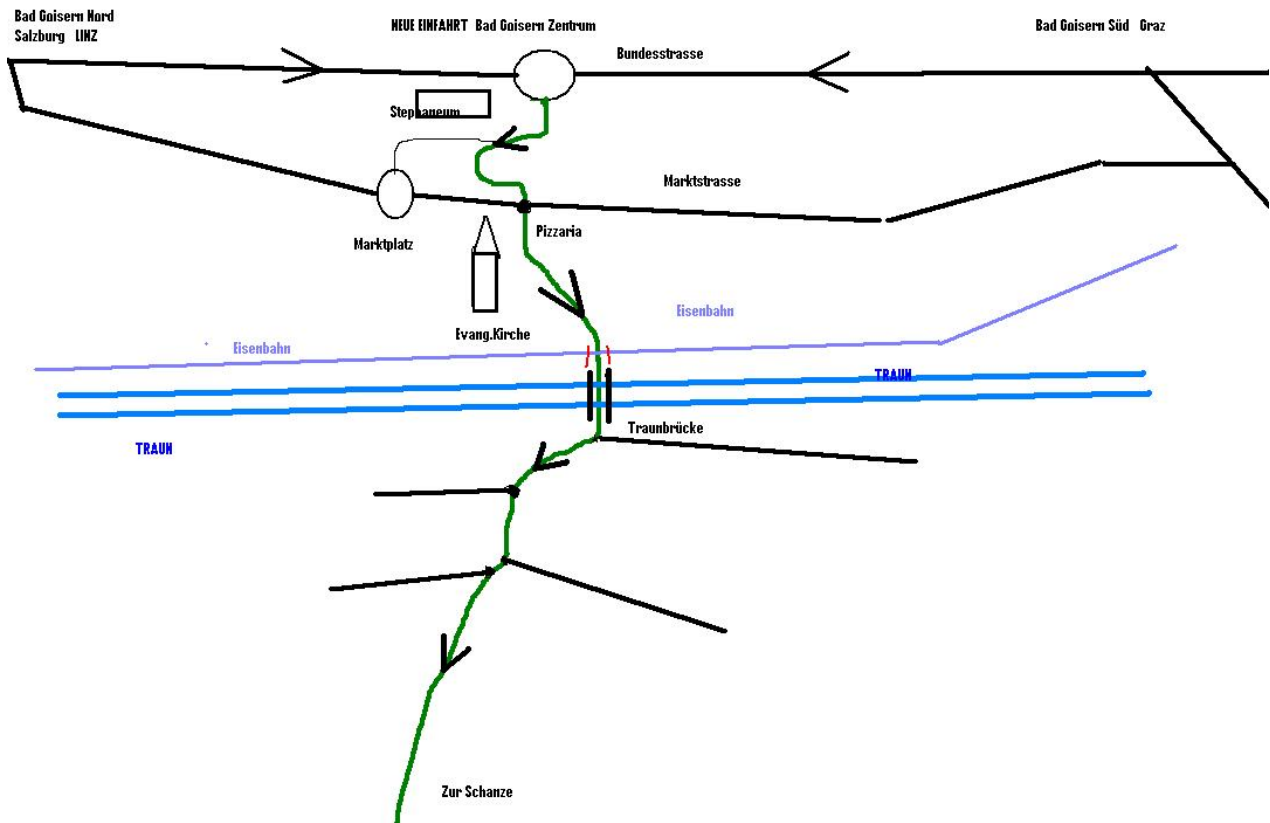 Bad Goisern Nord
Salzburg LINZ
NEUE EINFAHRT Bad Goisern Zentrum
Bad Goisern Süd Graz
Bundesstrasse
Stephaneum
Marktstrasse
Marktplatz
Pizzaria
Evang.Kirche
Eisenbahn
Eisenbahn
TRAUN
Traunbrücke
TRAUN
Zur Schanze